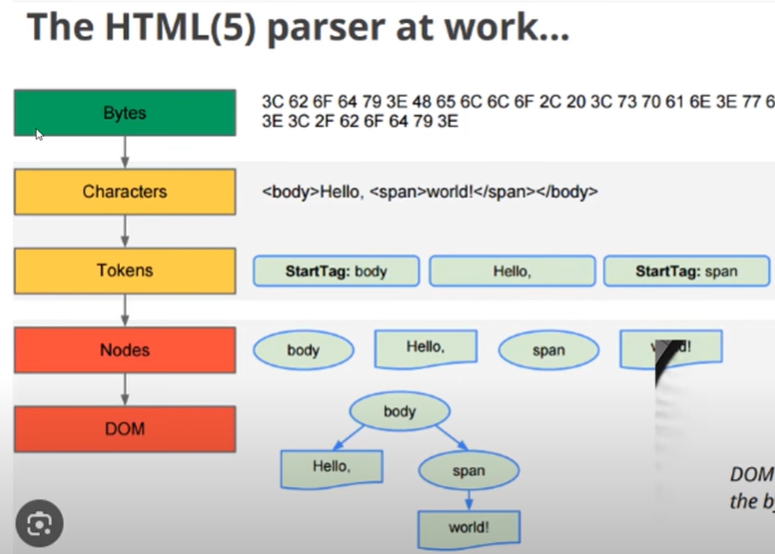 The HTML(5) parser at work...
Bytes
3C 62 6F 64 79 3E 48 65 6C 6C 6F 2C 20 3C 73 70 61 6E 3E 77 6
3E 3C 2F 62 6F 64 79 3E
Characters
<body>Hello, <span>world!</span></body>
Tokens
StartTag: body
Hello,
StartTag: span
Nodes
body
Hello,
span
DOM
body
Hello,
span
world!
DOM
the